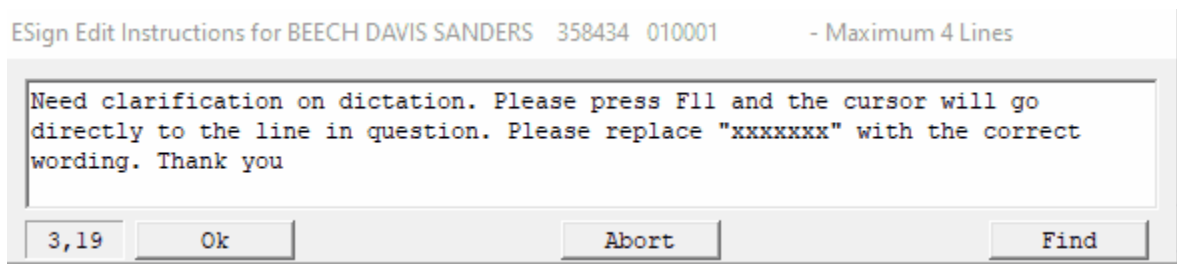 ESign Edit Instructions for BEECH DAVIS SANDERS 358434 010001 - Maximum 4 Lines
Need clarification on dictation. Please press F11 and the cursor will go
directly to the line in question. Please replace "xxxxxxx" with the correct
wording. Thank you
3,19 Ok Abort Find